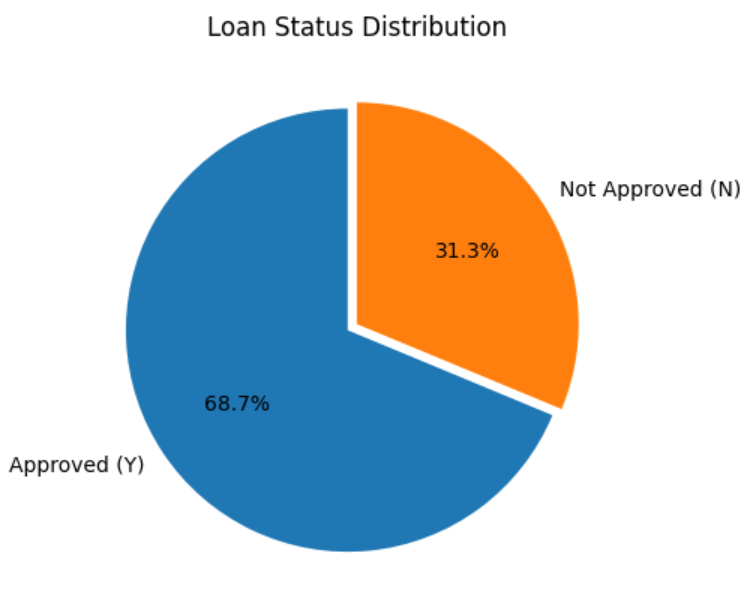 Loan Status Distribution
Not Approved (N)
31.3%
68.7%
Approved (Y)